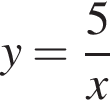 y = 5/x